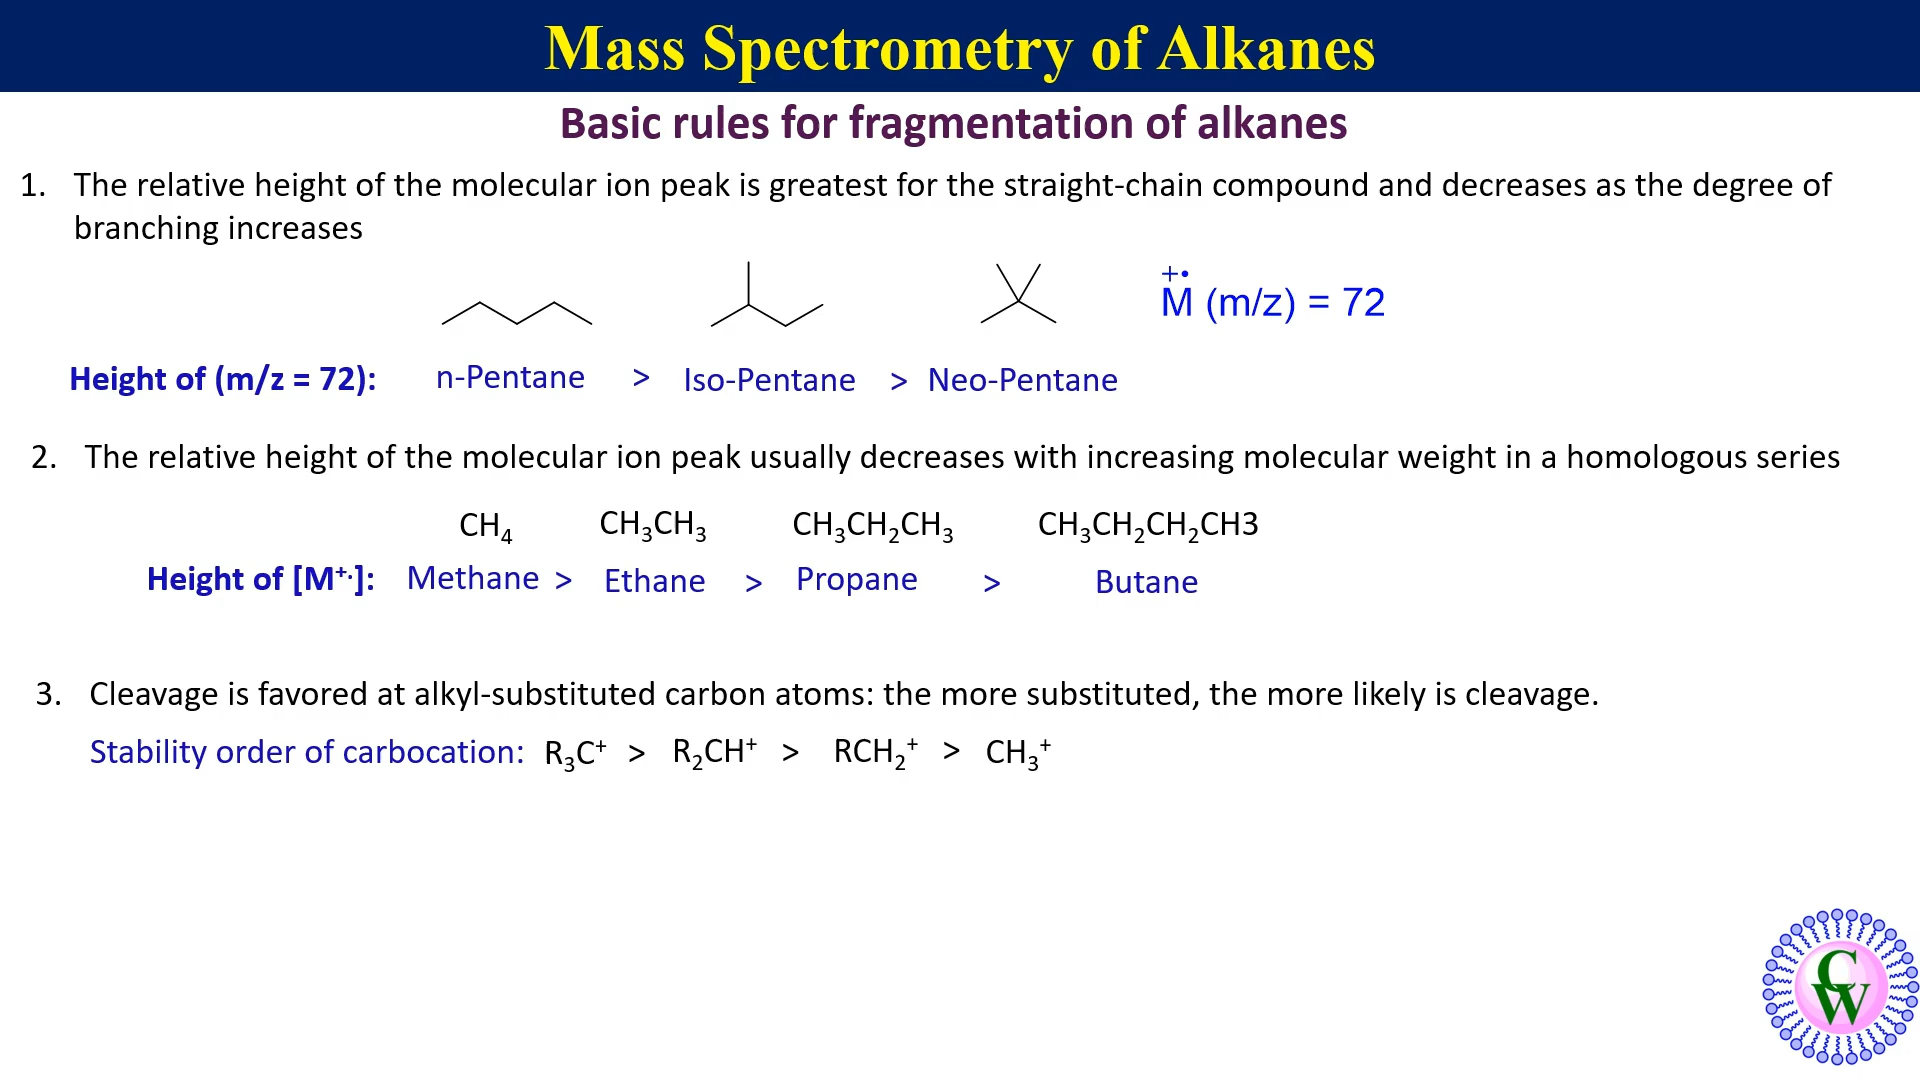 Mass Spectrometry of Alkanes
Basic rules for fragmentation of alkanes
1. The relative height of the molecular ion peak is greatest for the straight-chain compound and decreases as the degree of
branching increases
+•
M (m/z) = 72
Height of (m/z = 72): n-Pentane > Iso-Pentane > Neo-Pentane
2. The relative height of the molecular ion peak usually decreases with increasing molecular weight in a homologous series
CH₄ CH₃CH₃ CH₃CH₂CH₃ CH₃CH₂CH₂CH3
Height of [M⁺·]: Methane > Ethane > Propane > Butane
3. Cleavage is favored at alkyl-substituted carbon atoms: the more substituted, the more likely is cleavage.
Stability order of carbocation: R₃C⁺ > R₂CH⁺ > RCH₂⁺ > CH₃⁺
CW